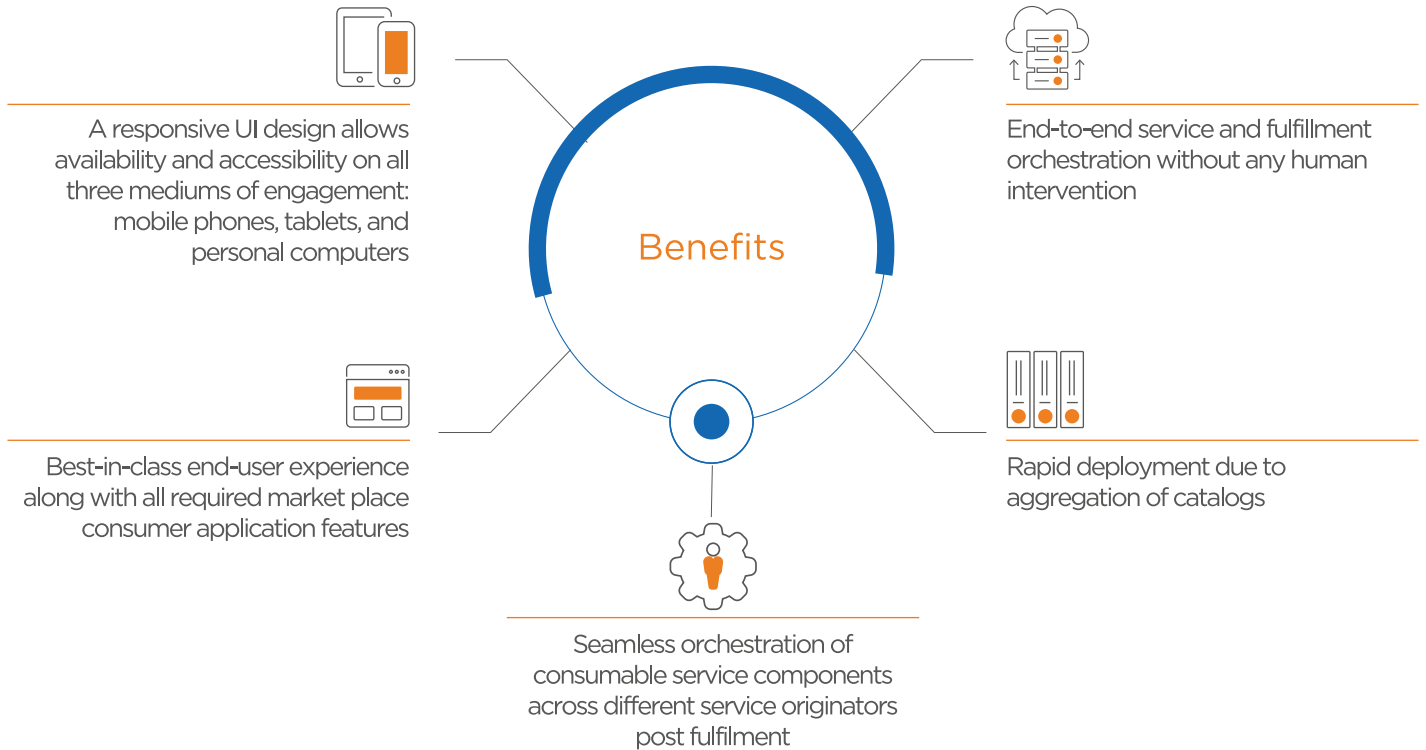 A responsive UI design allows
availability and accessibility on all
three mediums of engagement:
mobile phones, tablets, and
personal computers
Benefits
End-to-end service and fulfillment
orchestration without any human
intervention
Best-in-class end-user experience
along with all required market place
consumer application features
Rapid deployment due to
aggregation of catalogs
Seamless orchestration of
consumable service components
across different service originators
post fulfilment